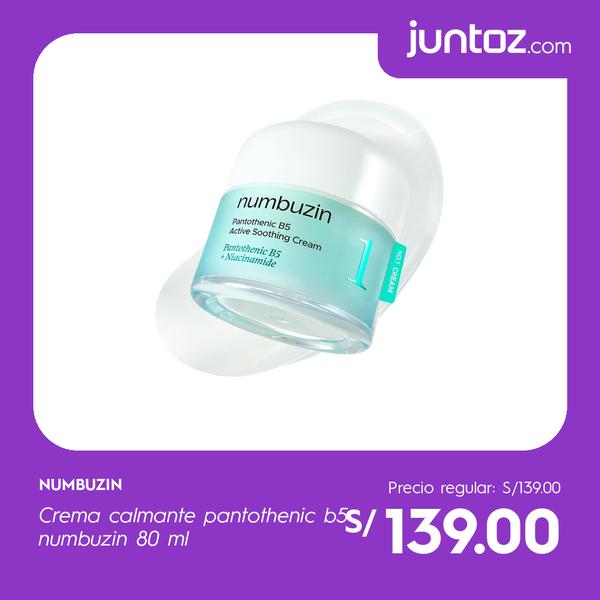 juntoz.com
numbuzin
Pantothenic B5
Active Soothing Cream
Pantothenic B5
+ Niacinamide
1
NO.1 CREAM
NUMBUZIN
Precio regular: S/139.00
Crema calmante pantothenic b5
numbuzin 80 ml
S/ 139.00